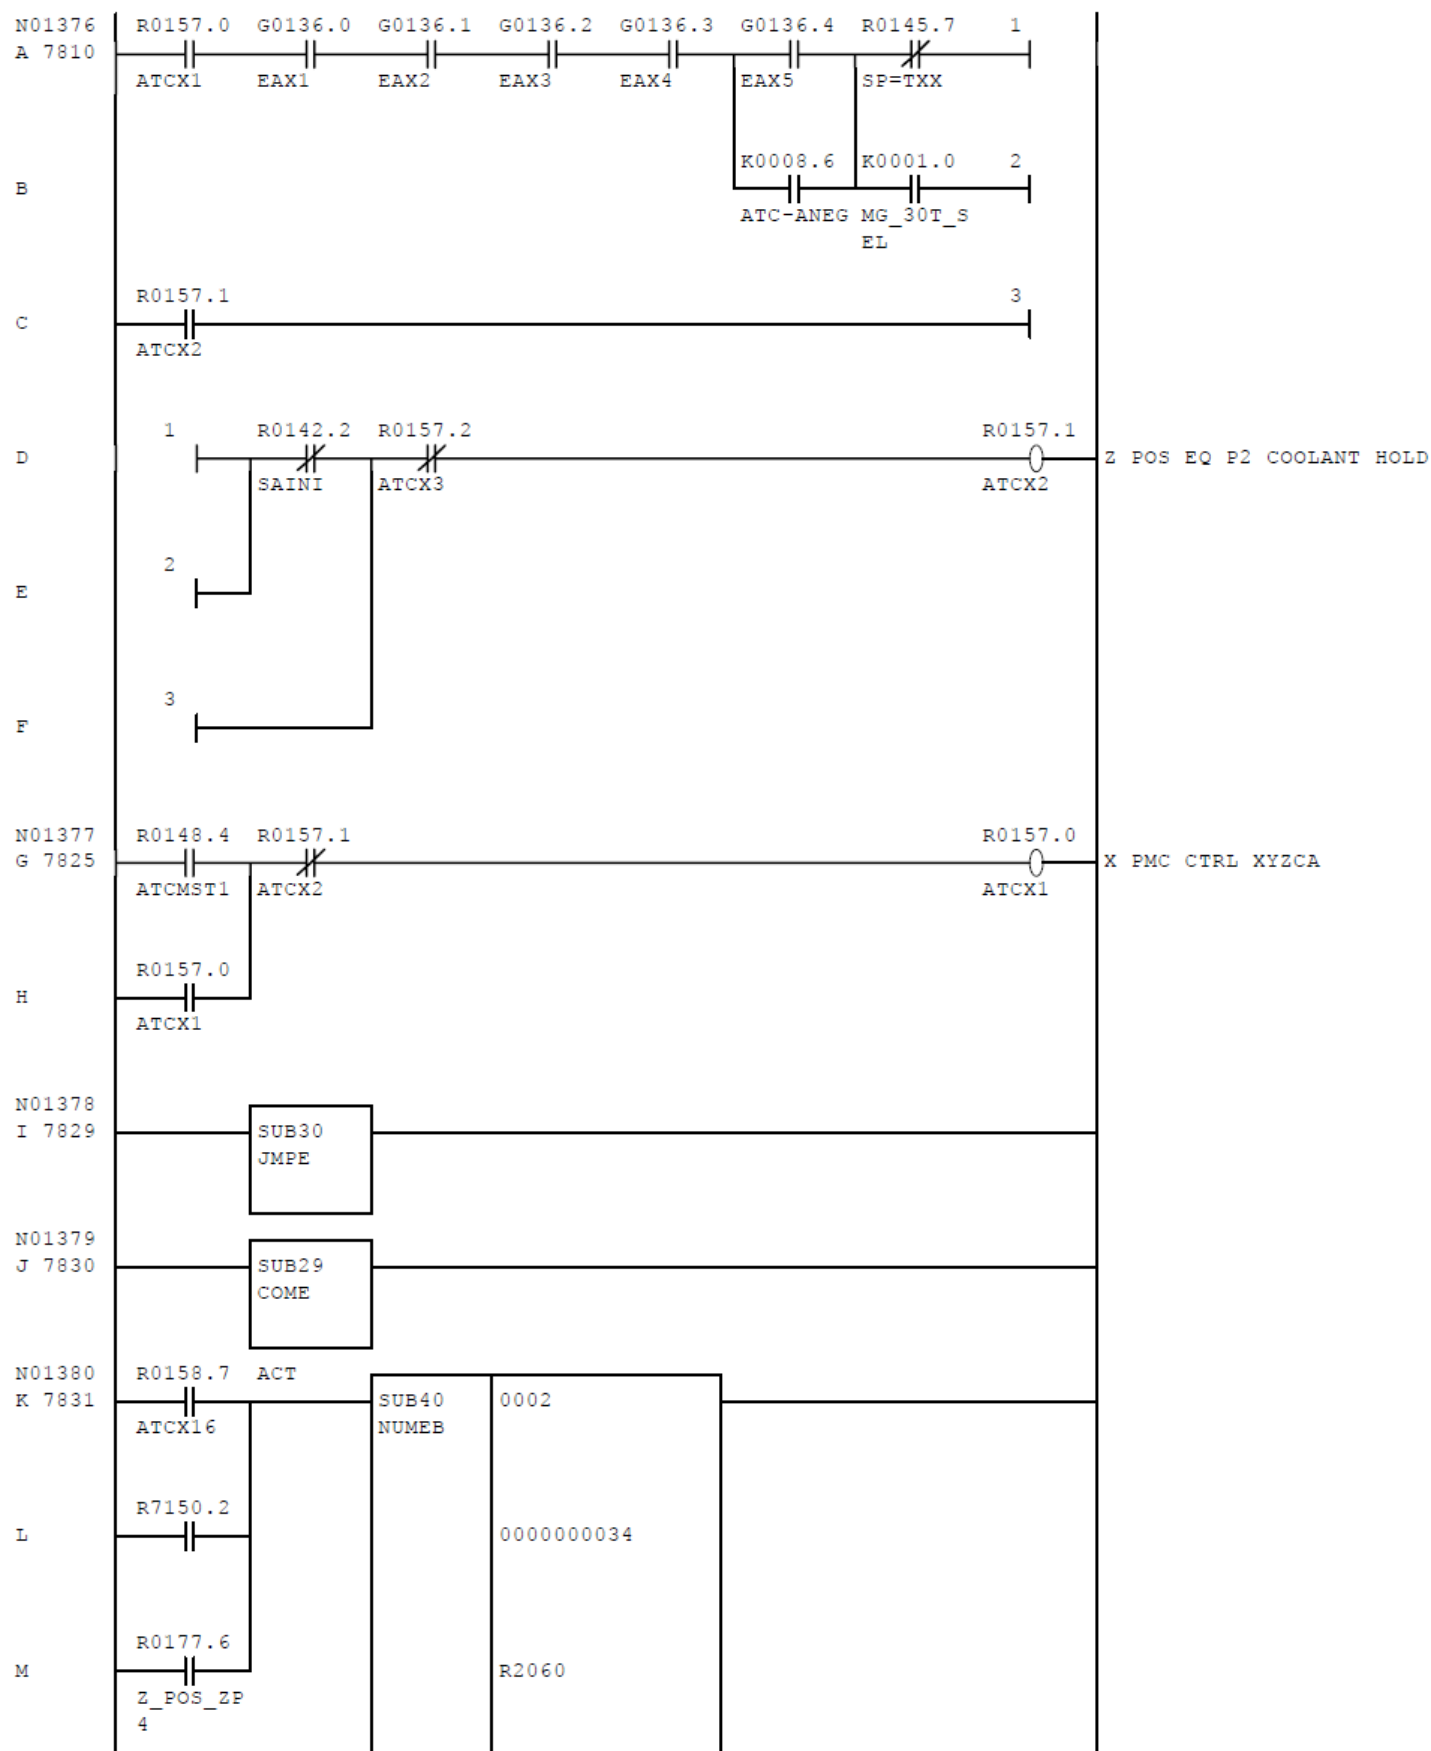 N01376 R0157.0 G0136.0 G0136.1 G0136.2 G0136.3 G0136.4 R0145.7 1
A 7810
ATCX1 EAX1 EAX2 EAX3 EAX4 EAX5 SP=TXX
K0008.6 K0001.0 2
B
ATC-ANEG MG_30T_S
EL
R0157.1 3
C
ATCX2
1 R0142.2 R0157.2 R0157.1
D Z POS EQ P2 COOLANT HOLD
SAINI ATCX3 ATCX2
2
E
3
F
N01377 R0148.4 R0157.1 R0157.0
G 7825 X PMC CTRL XYZCA
ATCMST1 ATCX2 ATCX1
R0157.0
H
ATCX1
N01378
I 7829 SUB30
JMPE
N01379
J 7830 SUB29
COME
N01380 R0158.7 ACT
K 7831 SUB40 0002
ATCX16 NUMEB
R7150.2
L 0000000034
R0177.6
M R2060
Z_POS_ZP
4